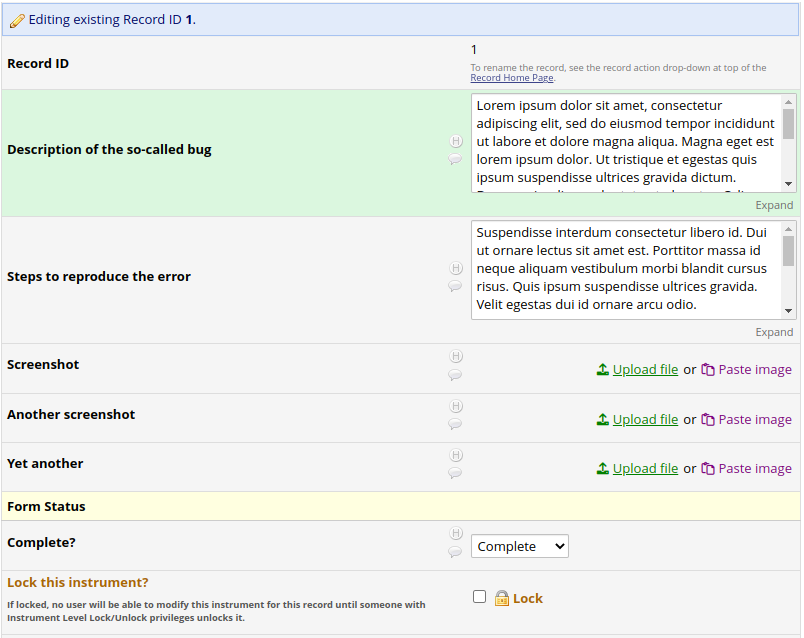 Editing existing Record ID 1.
Record ID
1
To rename the record, see the record action drop-down at top of the
Record Home Page.
Description of the so-called bug
H
Lorem ipsum dolor sit amet, consectetur
adipiscing elit, sed do eiusmod tempor incididunt
ut labore et dolore magna aliqua. Magna eget est
lorem ipsum dolor. Ut tristique et egestas quis
ipsum suspendisse ultrices gravida dictum.
Expand
Steps to reproduce the error
H
Suspendisse interdum consectetur libero id. Dui
ut ornare lectus sit amet est. Porttitor massa id
neque aliquam vestibulum morbi blandit cursus
risus. Quis ipsum suspendisse ultrices gravida.
Velit egestas dui id ornare arcu odio.
Expand
Screenshot
H
Upload file or Paste image
Another screenshot
H
Upload file or Paste image
Yet another
H
Upload file or Paste image
Form Status
Complete?
H
Complete
Lock this instrument?
If locked, no user will be able to modify this instrument for this record until someone with
Instrument Level Lock/Unlock privileges unlocks it.
Lock